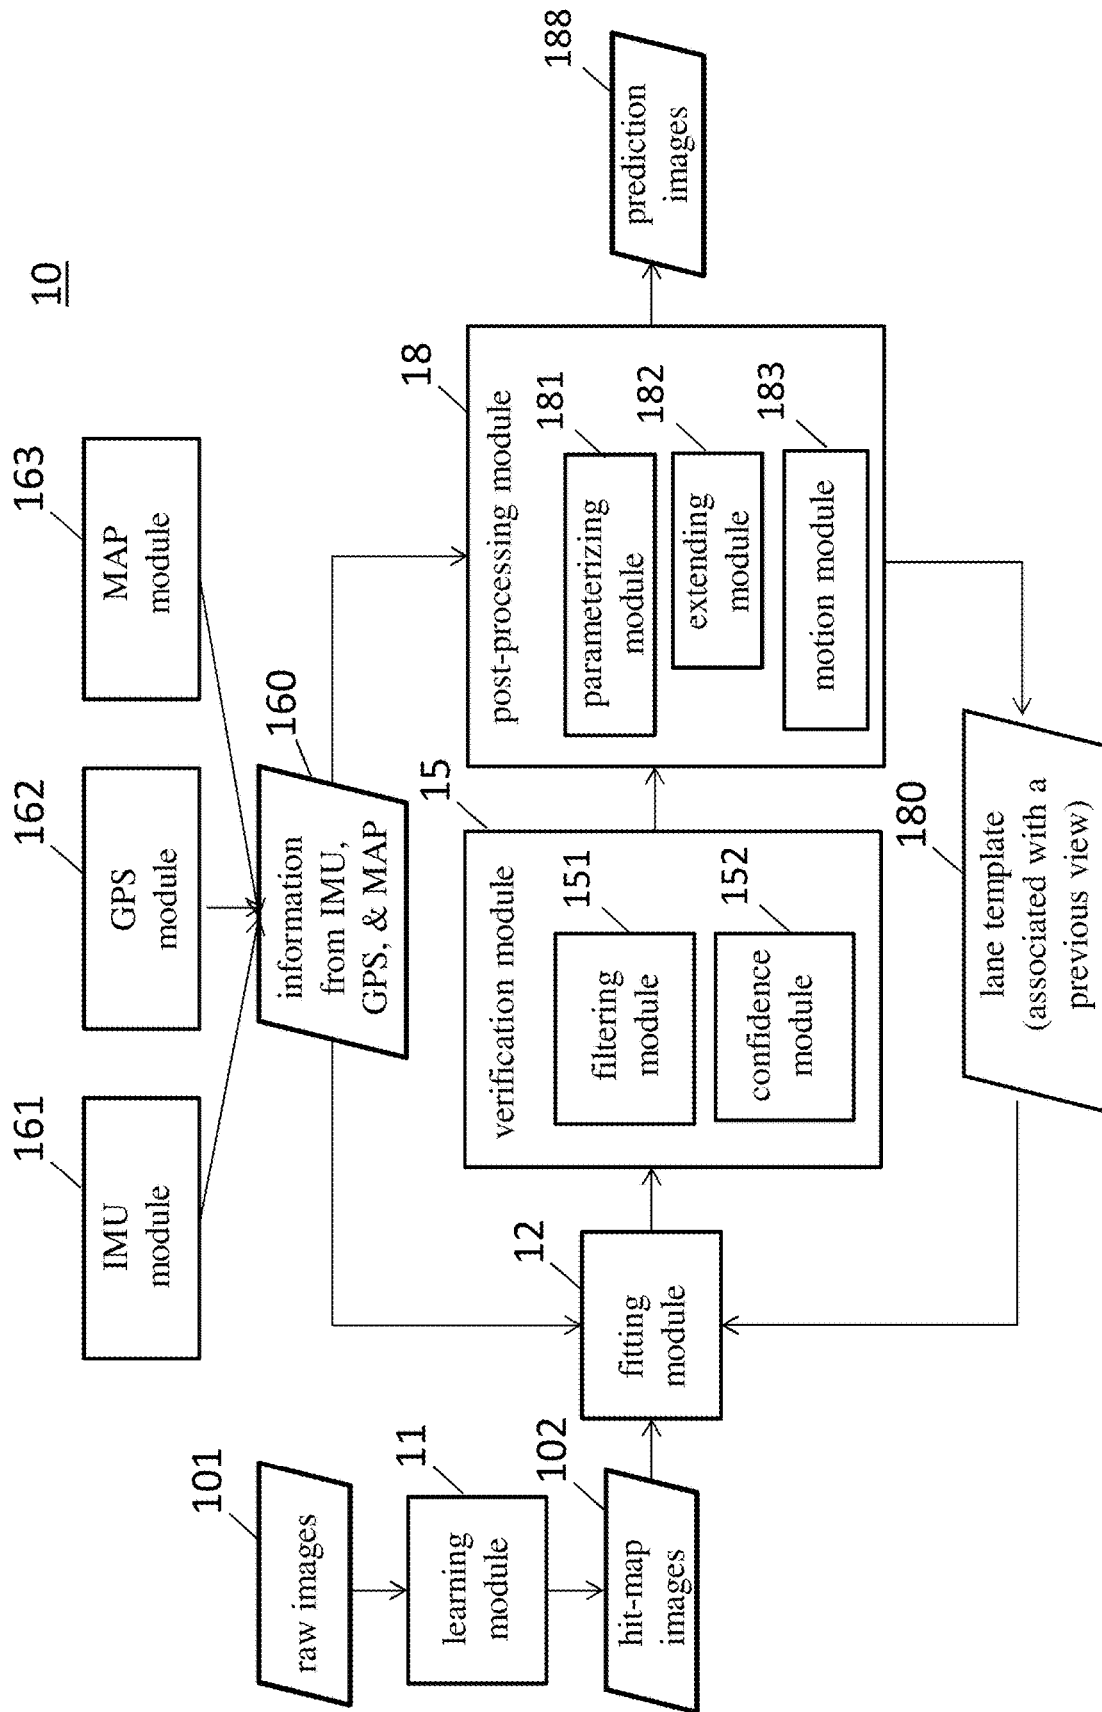 10
161
IMU
module
162
GPS
module
163
MAP
module
101
raw images
160
information
from IMU,
GPS, & MAP
11
learning
module
102
hit-map
images
12
fitting
module
15
verification module
151
filtering
module
152
confidence
module
18
post-processing module
181
parameterizing
module
182
extending
module
183
motion module
188
prediction
images
180
lane template
(associated with a
previous view)